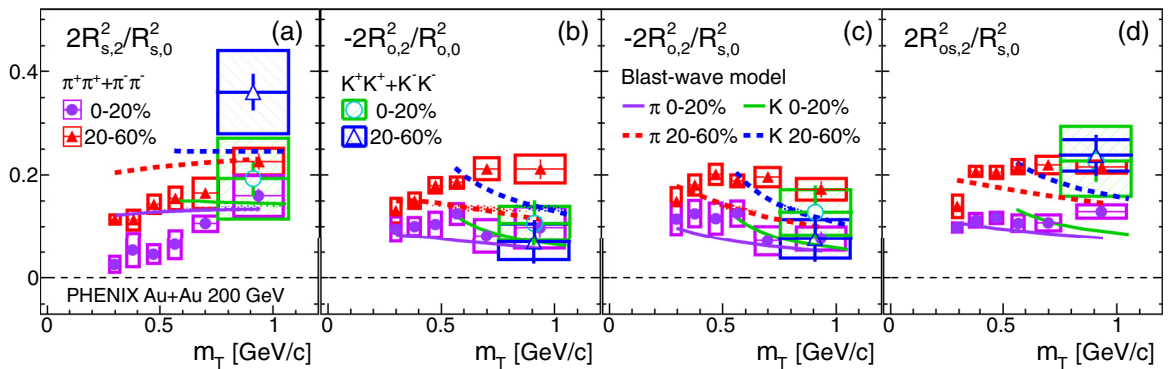 2R²s,2/R²s,0 (a)
π⁺π⁺+π⁻π⁻
0-20%
20-60%
PHENIX Au+Au 200 GeV
-2R²o,2/R²o,0 (b)
K⁺K⁺+K⁻K⁻
0-20%
20-60%
-2R²o,2/R²s,0 (c)
Blast-wave model
π 0-20% K 0-20%
π 20-60% K 20-60%
2R²os,2/R²s,0 (d)
0.4
0.2
0
0 0.5 1 0 0.5 1 0 0.5 1 0 0.5 1
mT [GeV/c] mT [GeV/c] mT [GeV/c] mT [GeV/c]